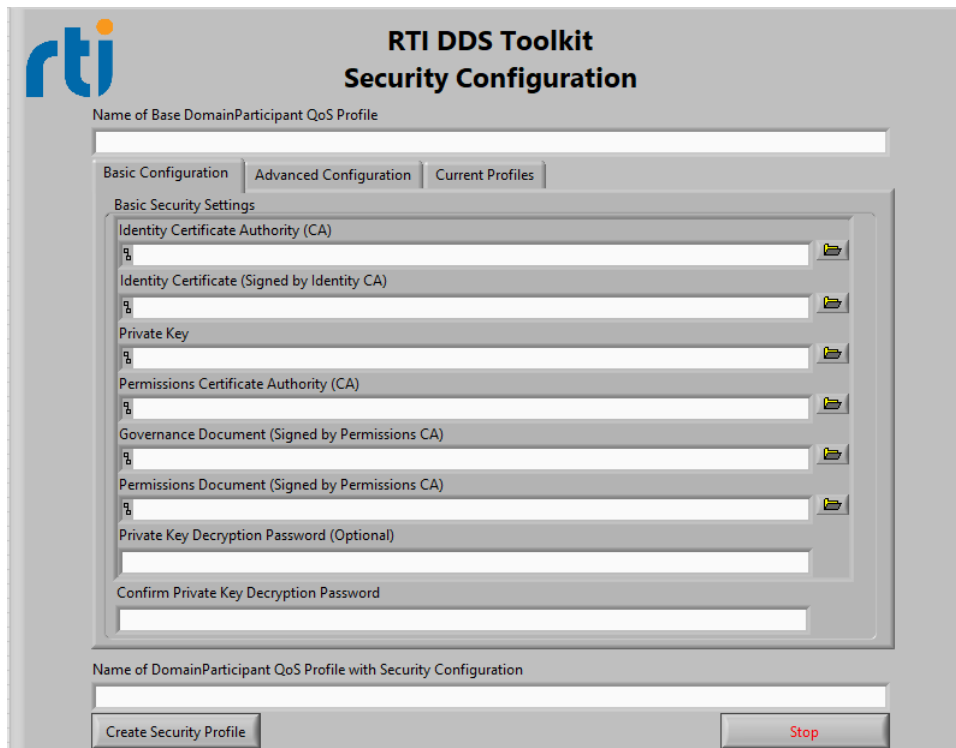 rti
RTI DDS Toolkit
Security Configuration
Name of Base DomainParticipant QoS Profile
Basic Configuration
Advanced Configuration
Current Profiles
Basic Security Settings
Identity Certificate Authority (CA)
Identity Certificate (Signed by Identity CA)
Private Key
Permissions Certificate Authority (CA)
Governance Document (Signed by Permissions CA)
Permissions Document (Signed by Permissions CA)
Private Key Decryption Password (Optional)
Confirm Private Key Decryption Password
Name of DomainParticipant QoS Profile with Security Configuration
Create Security Profile
Stop